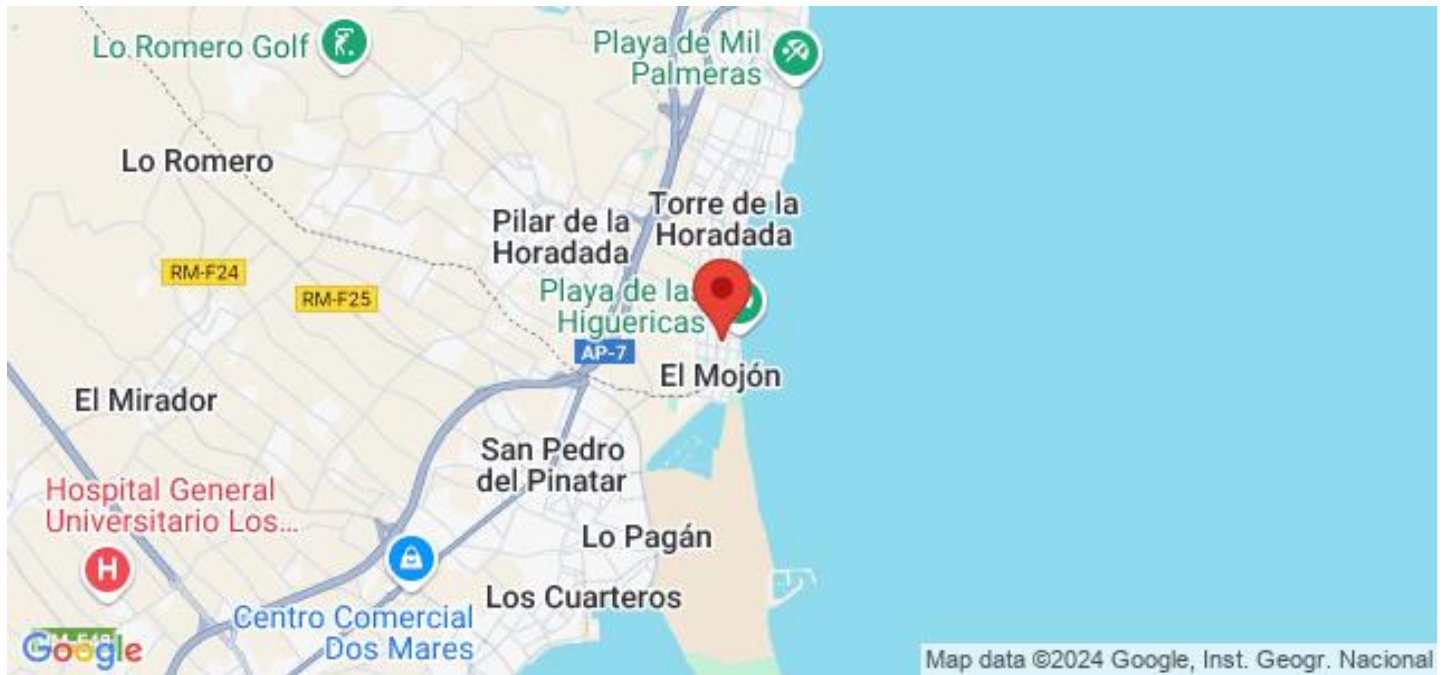 Lo Romero Golf
Playa de Mil
Palmeras
Lo Romero
Torre de la
Horadada
Pilar de la
Horadada
RM-F24
RM-F25
Playa de las
Higuericas
AP-7
El Mojón
El Mirador
San Pedro
del Pinatar
Hospital General
Universitario Los...
H
Lo Pagán
Los Cuarteros
Centro Comercial
Dos Mares
Google
Map data ©2024 Google, Inst. Geogr. Nacional